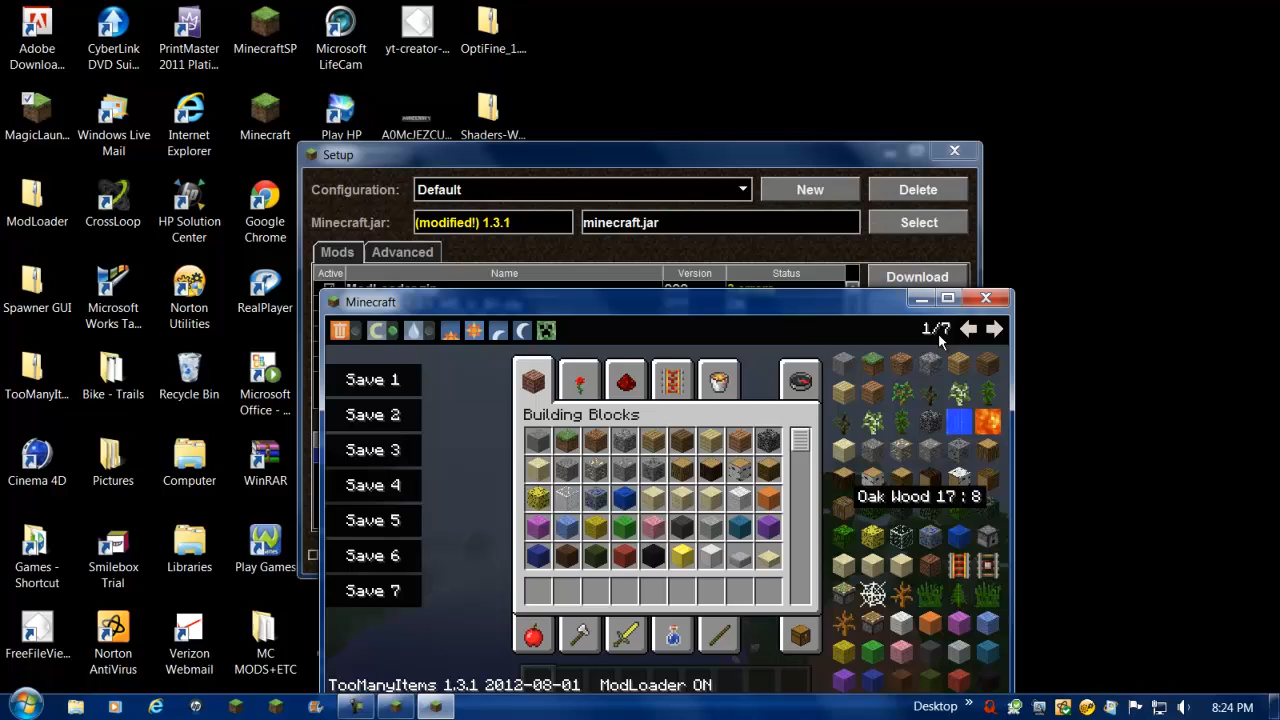 Adobe Downloa...
CyberLink DVD Sui...
PrintMaster 2011 Plati...
MinecraftSP
Microsoft LifeCam
yt-creator-...
OptiFine_1....
MagicLaun...
Windows Live Mail
Internet Explorer
Minecraft
Play HP
A0McJEZCU...
Shaders-W...
ModLoader
CrossLoop
HP Solution Center
Google Chrome
Spawner GUI
Microsoft Works Ta...
Norton Utilities
RealPlayer
TooManyIt...
Bike - Trails
Recycle Bin
Microsoft Office - ...
Cinema 4D
Pictures
Computer
WinRAR
Games - Shortcut
Smilebox Trial
Libraries
Play Games
FreeFileVie...
Norton AntiVirus
Verizon Webmail
MC MODS+ETC
Setup
Configuration: Default New Delete
Minecraft.jar: (modified!) 1.3.1 minecraft.jar Select
Mods Advanced
Active Name Version Status Download
Minecraft
1/7
Save 1
Save 2
Save 3
Save 4
Save 5
Save 6
Save 7
Building Blocks
Oak Wood 17:8
TooManyItems 1.3.1 2012-08-01 ModLoader ON
Desktop » 8:24 PM